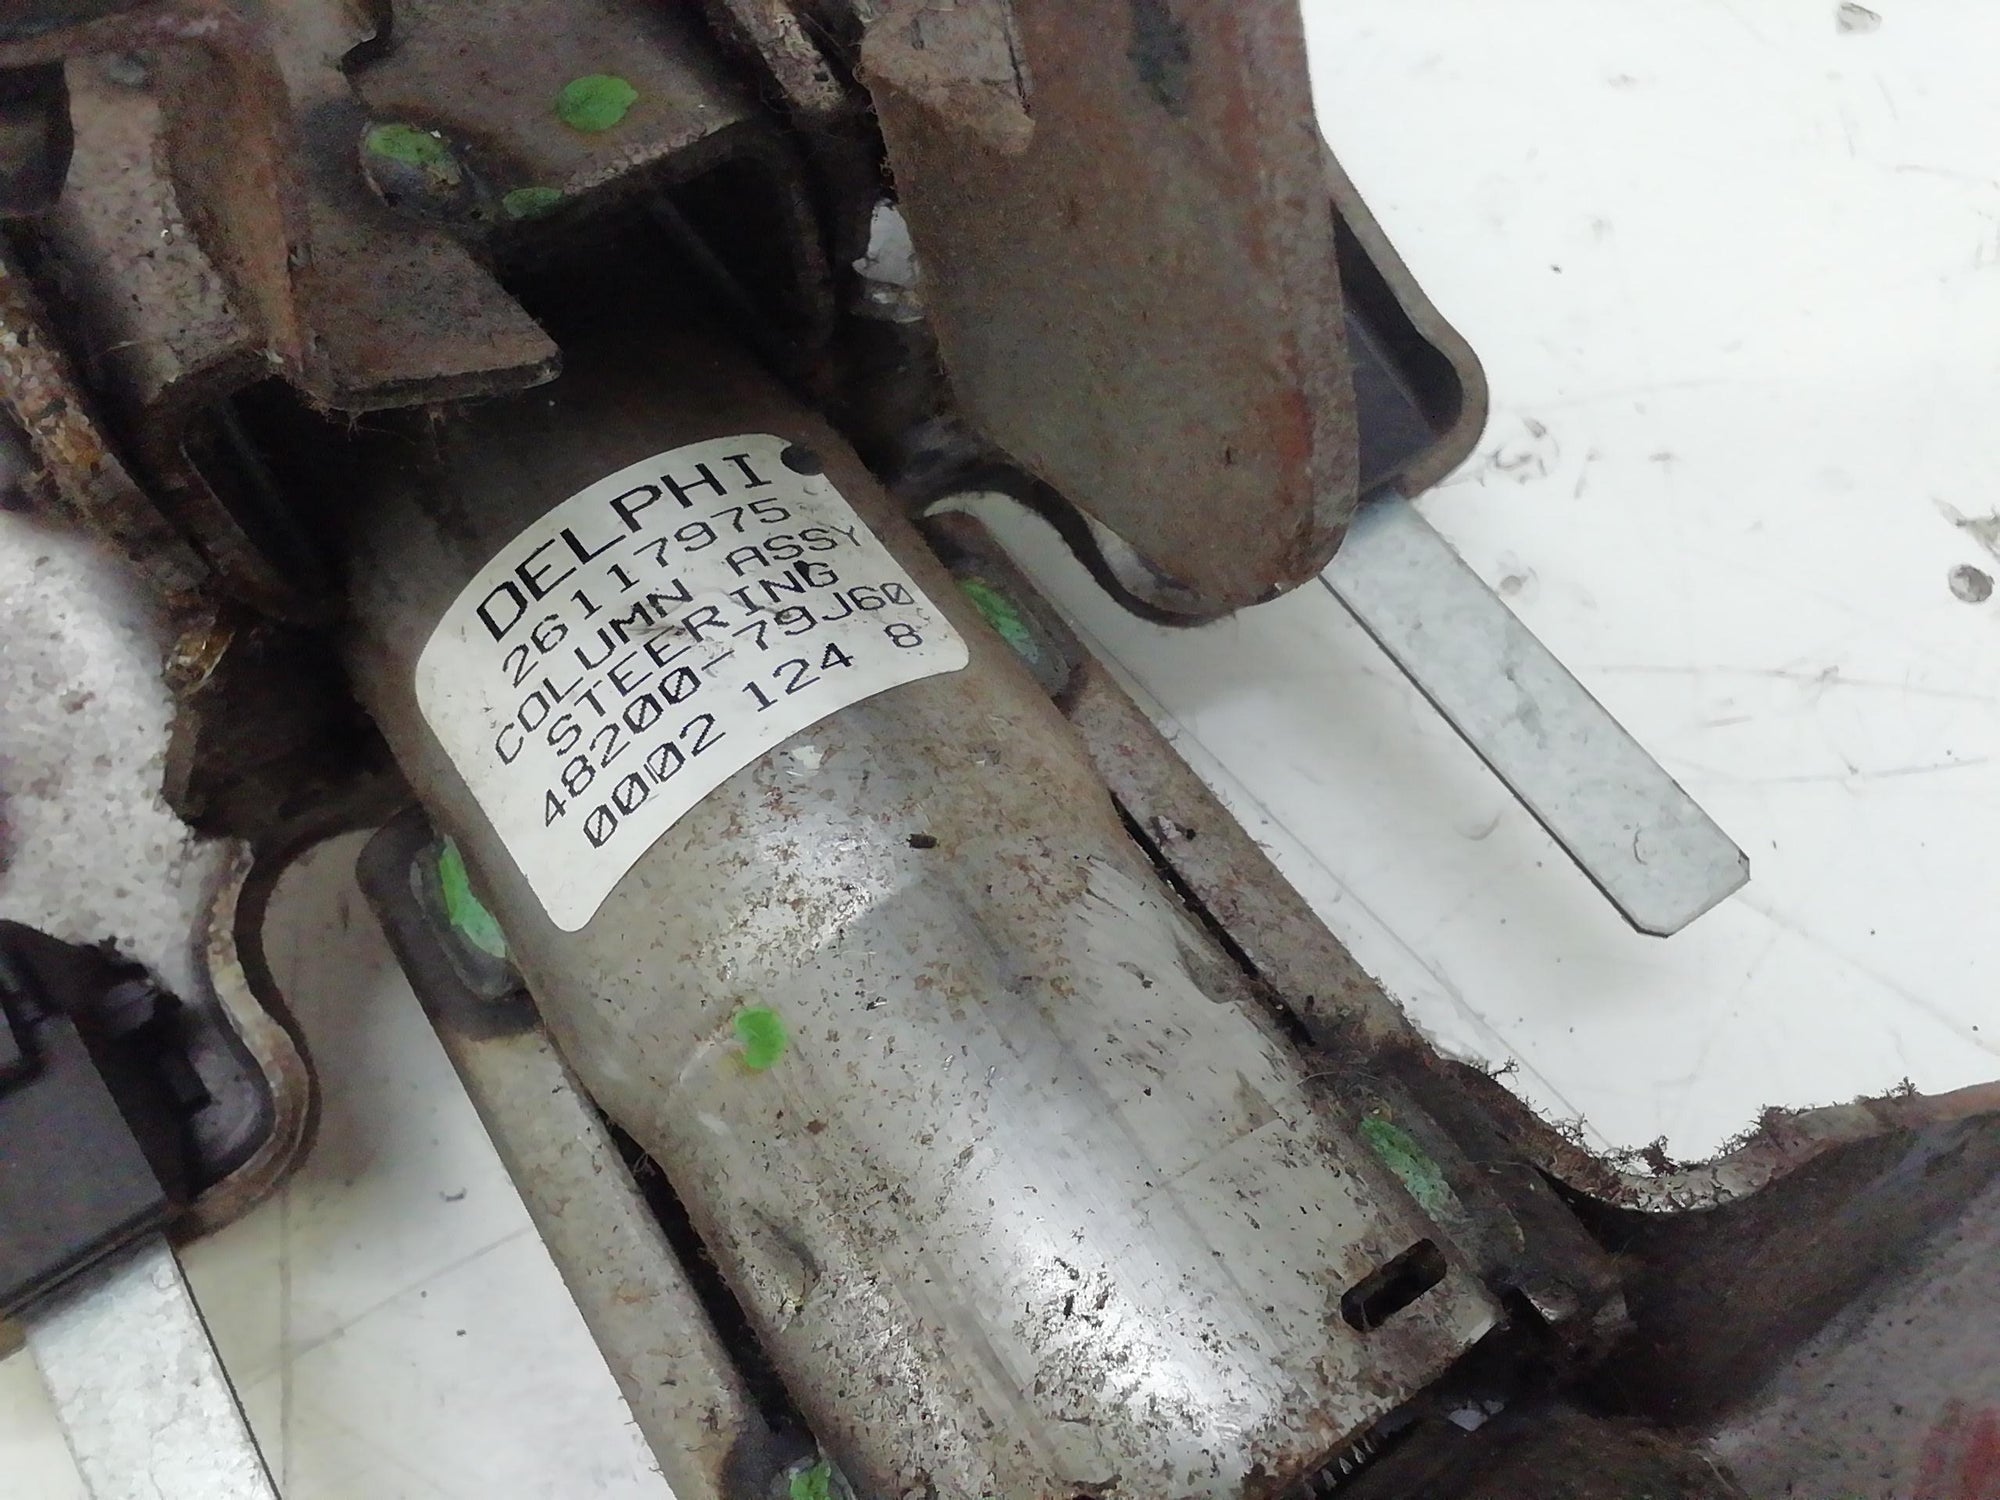 DELPHI
26117975
COLUMN ASSY
STEERING
48200-79J60
0002 124 8